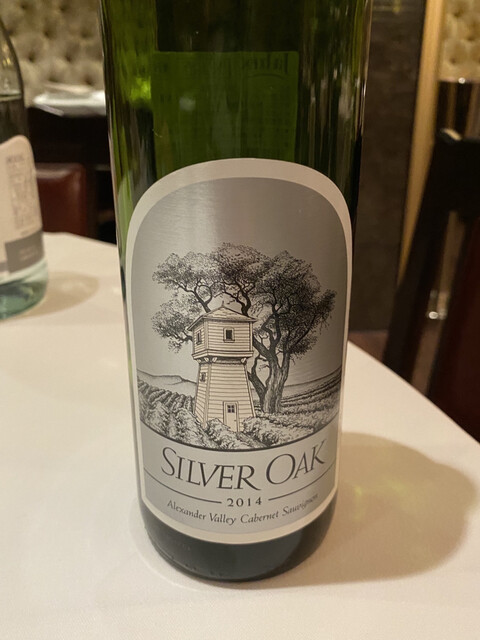 SILVER OAK
2014
Alexander Valley Cabernet Sauvignon